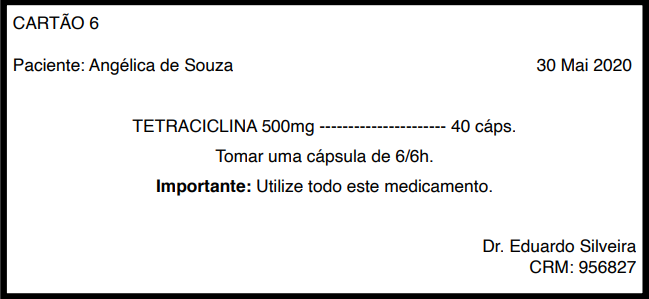 CARTÃO 6
Paciente: Angélica de Souza 30 Mai 2020
TETRACICLINA 500mg ---------------------- 40 cáps.
Tomar uma cápsula de 6/6h.
Importante: Utilize todo este medicamento.
Dr. Eduardo Silveira
CRM: 956827